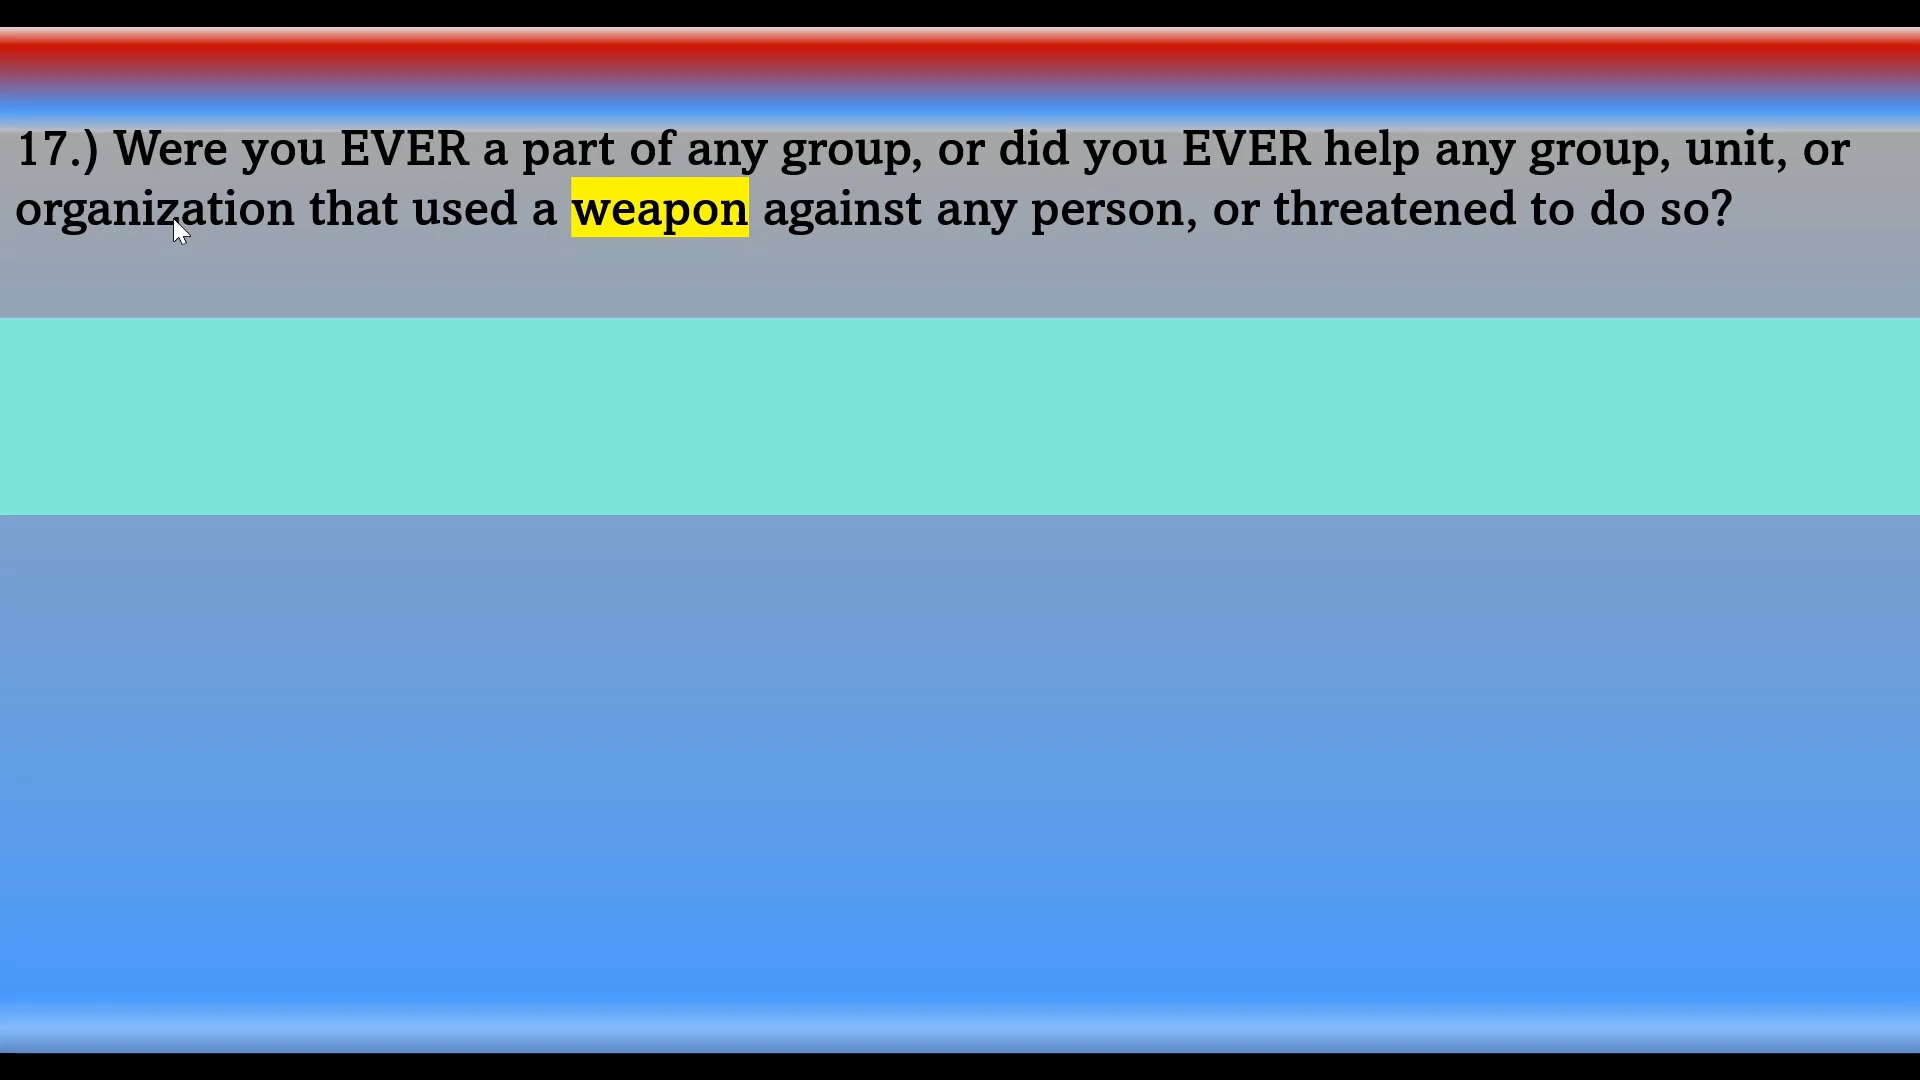 17.) Were you EVER a part of any group, or did you EVER help any group, unit, or
organization that used a weapon against any person, or threatened to do so?